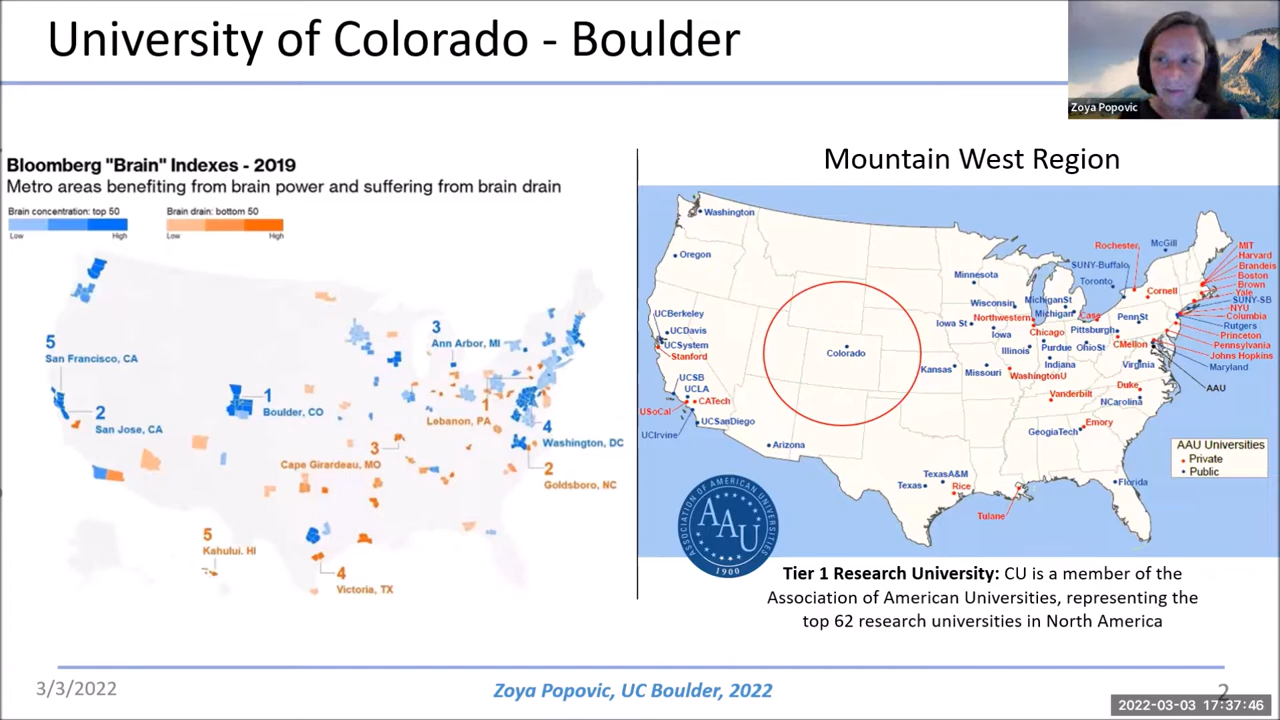 University of Colorado - Boulder
Zoya Popovic
Bloomberg "Brain" Indexes - 2019
Metro areas benefiting from brain power and suffering from brain drain
Brain concentration: top 50
Low
High
Brain drain: bottom 50
Low
High
5
San Francisco, CA
2
San Jose, CA
1
Boulder, CO
3
Ann Arbor, MI
1
Lebanon, PA
4
Washington, DC
3
Cape Girardeau, MO
2
Goldsboro, NC
5
Kahului. HI
4
Victoria, TX
Mountain West Region
Washington
Oregon
UCBerkeley
UCDavis
UCSystem
Stanford
UCSB
UCLA
CATech
USoCal
UCSanDiego
UCIrvine
Arizona
Colorado
Minnesota
Wisconsin
MichiganSt
Michigan
Northwestern
Case
Iowa St
Iowa
Chicago
Illinois
Purdue
OhioSt
Indiana
Kansas
Missouri
WashingtonU
Vanderbilt
Rochester
McGill
SUNY-Buffalo
Toronto
Cornell
PennSt
Pittsburgh
CMellon
Virginia
Duke
NCarolina
Emory
GeorgiaTech
TexasA&M
Texas
Rice
Tulane
Florida
MIT
Harvard
Brandeis
Boston
Brown
Yale
SUNY-SB
NYU
Columbia
Rutgers
Princeton
Pennsylvania
Johns Hopkins
Maryland
AAU
AAU Universities
Private
Public
ASSOCIATION OF AMERICAN UNIVERSITIES
AAU
1900
Tier 1 Research University: CU is a member of the
Association of American Universities, representing the
top 62 research universities in North America
3/3/2022
Zoya Popovic, UC Boulder, 2022
2
2022-03-03 17:37:46